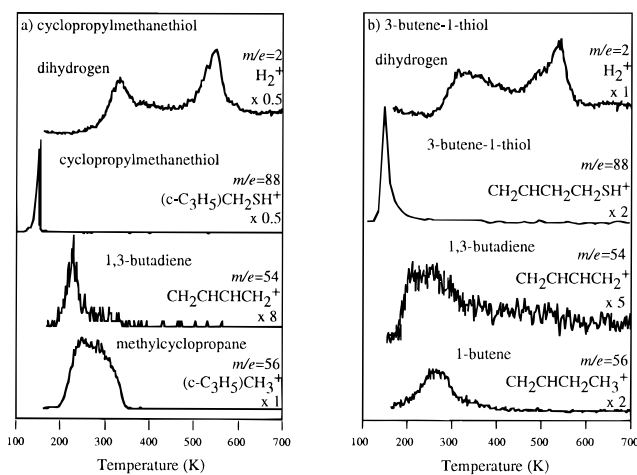 a) cyclopropylmethanethiol
m/e=2
dihydrogen
H2+
x 0.5
cyclopropylmethanethiol
m/e=88
(c-C3H5)CH2SH+
x 0.5
1,3-butadiene
m/e=54
CH2CHCHCH2+
x 8
methylcyclopropane
m/e=56
(c-C3H5)CH3+
x 1
100 200 300 400 500 600 700
Temperature (K)
b) 3-butene-1-thiol
m/e=2
dihydrogen
H2+
x 1
3-butene-1-thiol
m/e=88
CH2CHCH2CH2SH+
x 2
1,3-butadiene
m/e=54
CH2CHCHCH2+
x 5
1-butene
m/e=56
CH2CHCH2CH3+
x 2
100 200 300 400 500 600 700
Temperature (K)